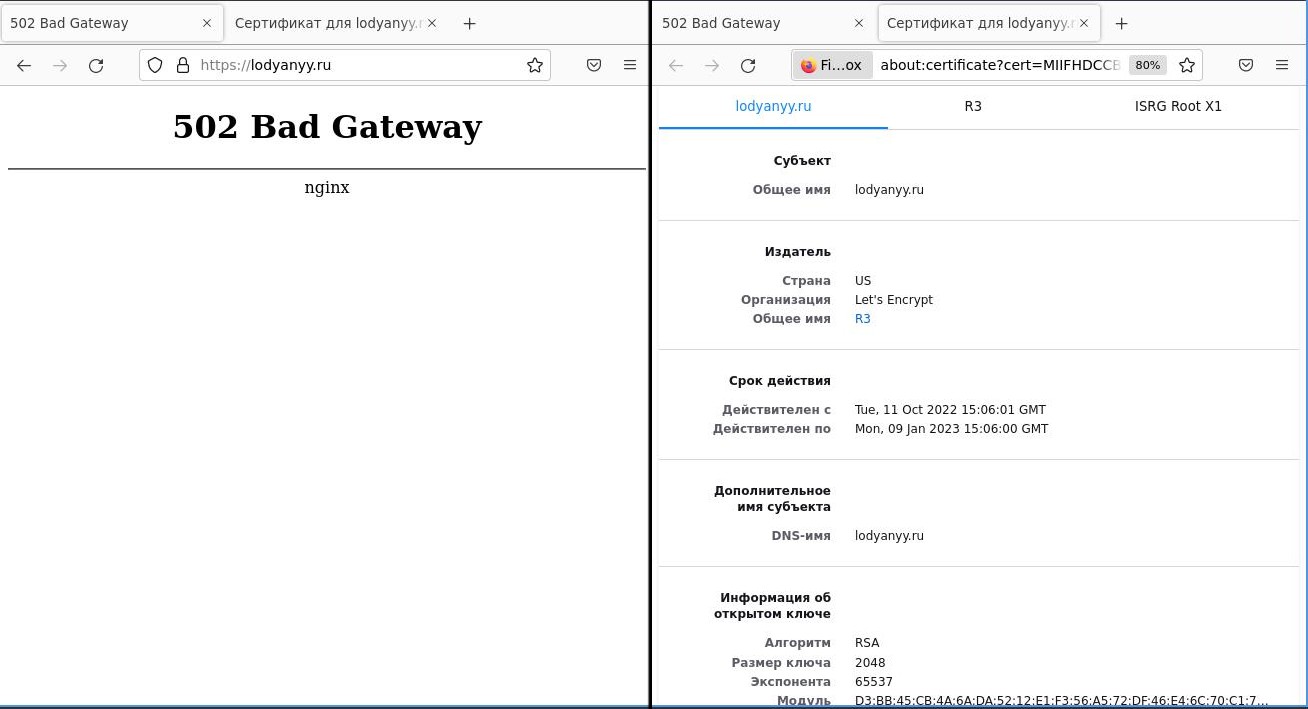 502 Bad Gateway
Сертификат для lodyanyy.r
https://lodyanyy.ru
502 Bad Gateway
nginx
502 Bad Gateway
Сертификат для lodyanyy.r
Fi...ox about:certificate?cert=MIIFHDCCB 80%
lodyanyy.ru R3 ISRG Root X1
Субъект
Общее имя lodyanyy.ru
Издатель
Страна US
Организация Let's Encrypt
Общее имя R3
Срок действия
Действителен с Tue, 11 Oct 2022 15:06:01 GMT
Действителен по Mon, 09 Jan 2023 15:06:00 GMT
Дополнительное
имя субъекта
DNS-имя lodyanyy.ru
Информация об
открытом ключе
Алгоритм RSA
Размер ключа 2048
Экспонента 65537
Модуль D3:BB:45:CB:4A:6A:DA:52:12:E1:F3:56:A5:72:DF:46:E4:6C:70:C1:7...